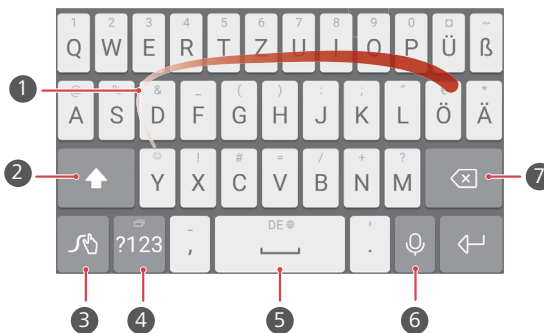 1 2 3 4 5 6 7 8 9 0 ¤ ~
Q W E R T Z U I O P Ü ß
1
@ % & _ ( ) : ; " €  *
A S D F G H J K L Ö Ä
! # = / + ?
2 Y X C V B N M 7
DE
?123 , .
- '
3 4 5 6